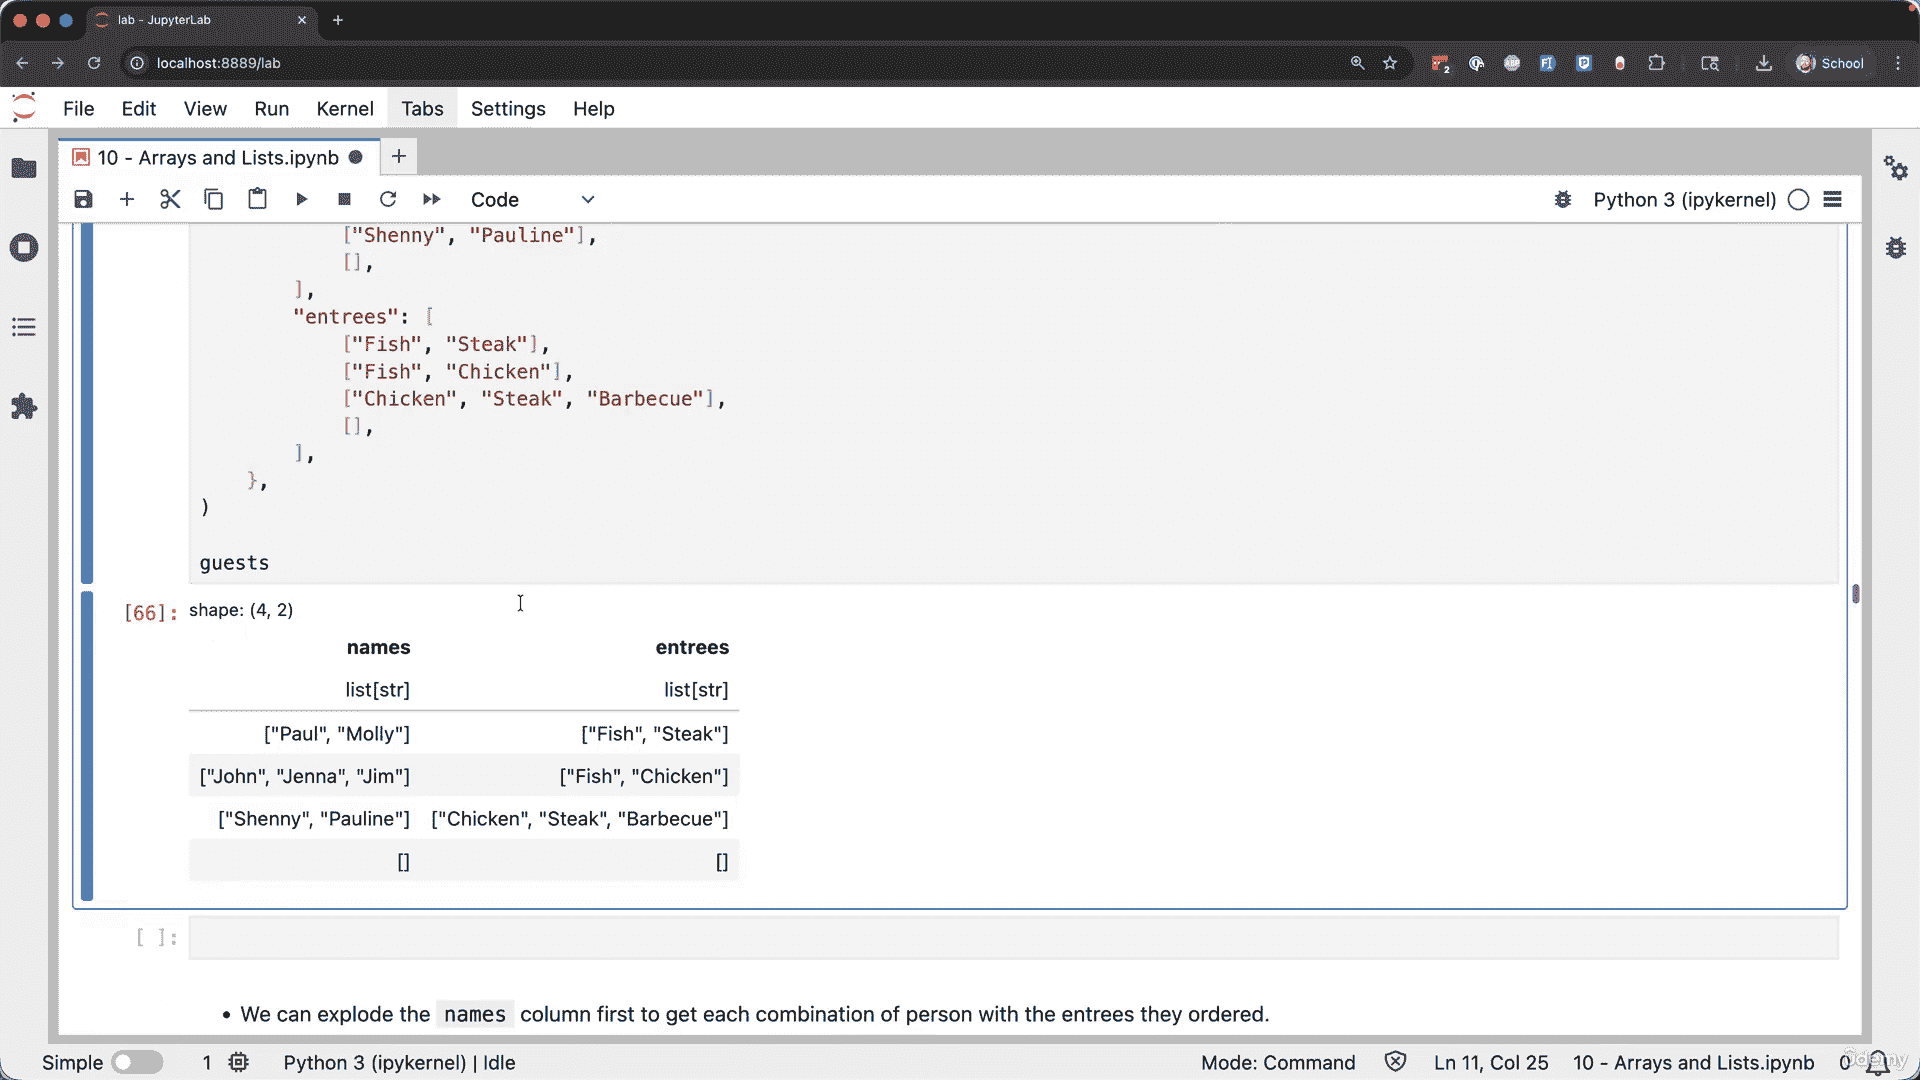 lab - JupyterLab
localhost:8889/lab
2
School
File Edit View Run Kernel Tabs Settings Help
10 - Arrays and Lists.ipynb
Code
Python 3 (ipykernel)
["Shenny", "Pauline"],
[],
],
"entrees": [
["Fish", "Steak"],
["Fish", "Chicken"],
["Chicken", "Steak", "Barbecue"],
[],
],
},
)
guests
[66]: shape: (4, 2)
names entrees
list[str] list[str]
["Paul", "Molly"] ["Fish", "Steak"]
["John", "Jenna", "Jim"] ["Fish", "Chicken"]
["Shenny", "Pauline"] ["Chicken", "Steak", "Barbecue"]
[] []
[ ]:
• We can explode the names column first to get each combination of person with the entrees they ordered.
Simple 1 Python 3 (ipykernel) | Idle Mode: Command Ln 11, Col 25 10 - Arrays and Lists.ipynb 0
udemy